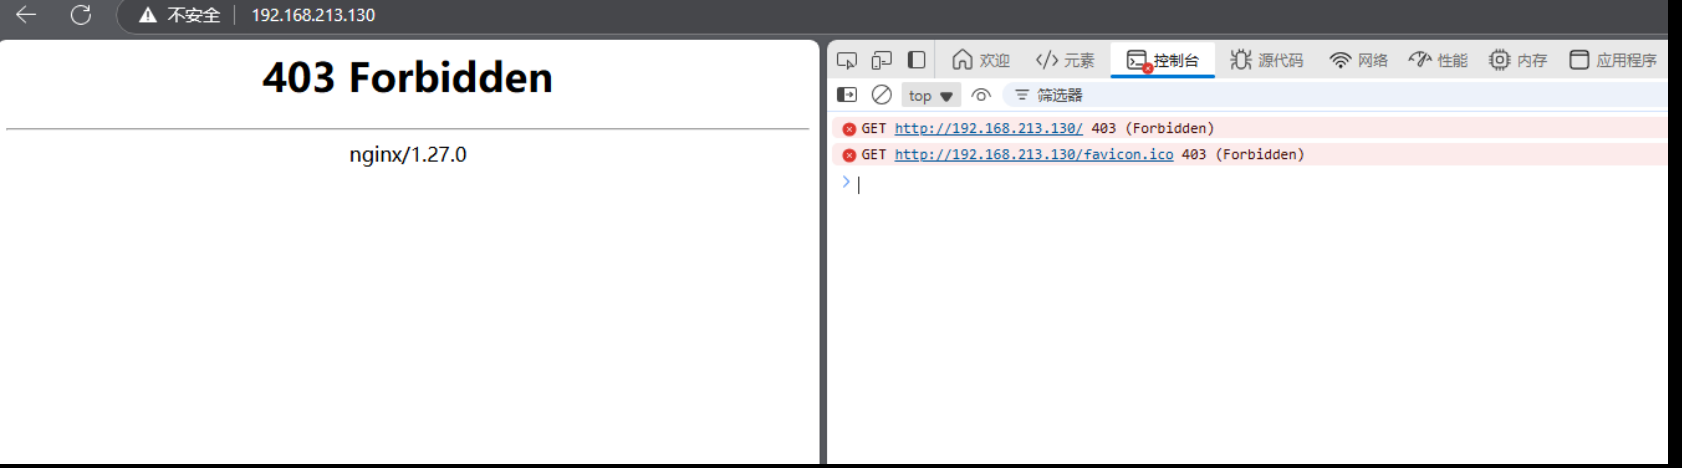 不安全 192.168.213.130
403 Forbidden
nginx/1.27.0
欢迎 元素 控制台 源代码 网络 性能 内存 应用程序
top 筛选器
GET http://192.168.213.130/ 403 (Forbidden)
GET http://192.168.213.130/favicon.ico 403 (Forbidden)